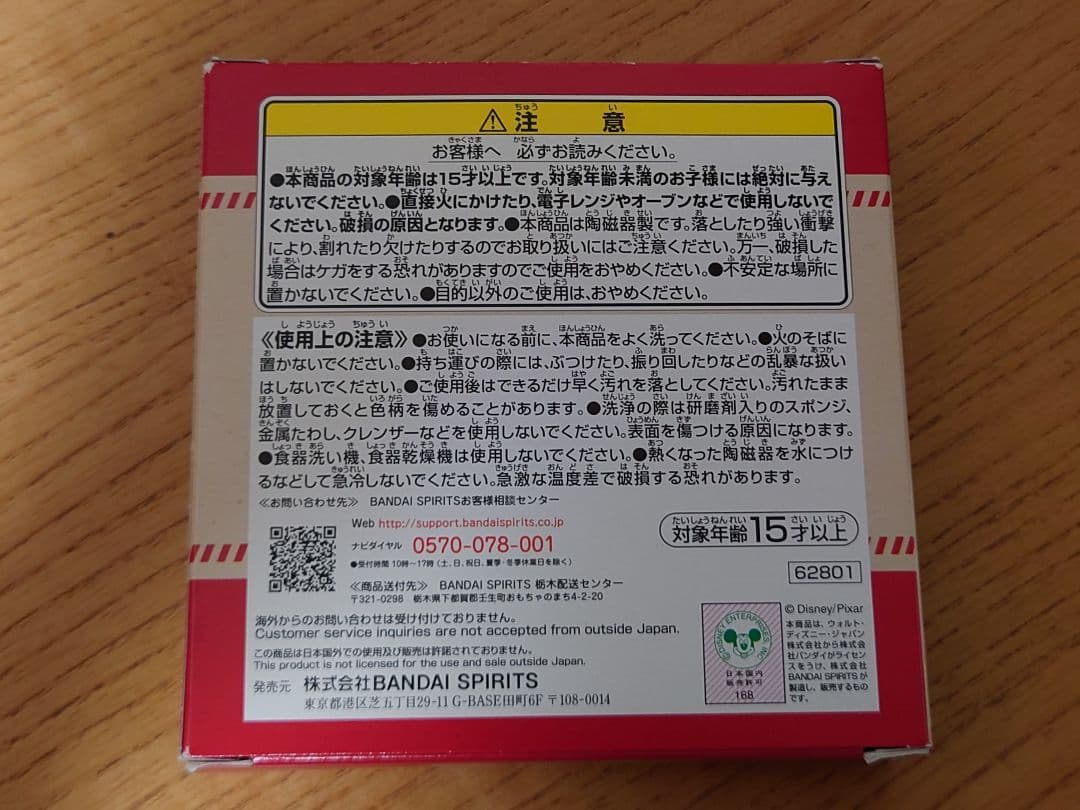 ⚠注意
お客様へ 必ずお読みください。
●本商品の対象年齢は15才以上です。対象年齢未満のお子様には絶対に与え
ないでください。●直接火にかけたり、電子レンジやオーブンなどで使用しないで
ください。破損の原因となります。●本商品は陶磁器製です。落としたり強い衝撃
により、割れたり欠けたりするのでお取り扱いにはご注意ください。万一、破損した
場合はケガをする恐れがありますのでご使用をおやめください。●不安定な場所に
置かないでください。●目的以外のご使用は、おやめください。
《使用上の注意》●お使いになる前に、本商品をよく洗ってください。●火のそばに
置かないでください。●持ち運びの際には、ぶつけたり、振り回したりなどの乱暴な扱い
はしないでください。●ご使用後はできるだけ早く汚れを落としてください。汚れたまま
放置しておくと色柄を傷めることがあります。●洗浄の際は研磨剤入りのスポンジ、
金属たわし、クレンザーなどを使用しないでください。表面を傷つける原因になります。
●食器洗い機、食器乾燥機は使用しないでください。●熱くなった陶磁器を水につけ
るなどして急冷しないでください。急激な温度差で破損する恐れがあります。
≪お問い合わせ先≫ BANDAI SPIRITSお客様相談センター
Web http://support.bandaispirits.co.jp
ナビダイヤル 0570-078-001
●受付時間 10時〜17時(土、日、祝日、夏季・冬季休業日を除く)
≪商品送付先≫ BANDAI SPIRITS 栃木配送センター
〒321-0298 栃木県下都賀郡壬生町おもちゃのまち4-2-20
対象年齢15才以上
62801
海外からのお問い合わせは受け付けておりません。
Customer service inquiries are not accepted from outside Japan.
この商品は日本国外での使用及び販売は許諾されておりません。
This product is not licensed for the use and sale outside Japan.
発売元 株式会社BANDAI SPIRITS
東京都港区芝五丁目29-11 G-BASE田町6F 〒108-0014
©DISNEY ENTERPRISES INC
日本国内
販売許可
168
© Disney/Pixar
本商品は、ウォルト・
ディズニー・ジャパン
株式会社から株式会
社バンダイがライセン
スをうけ、株式会社
BANDAI SPIRITSが
製造し、販売するもの
です。